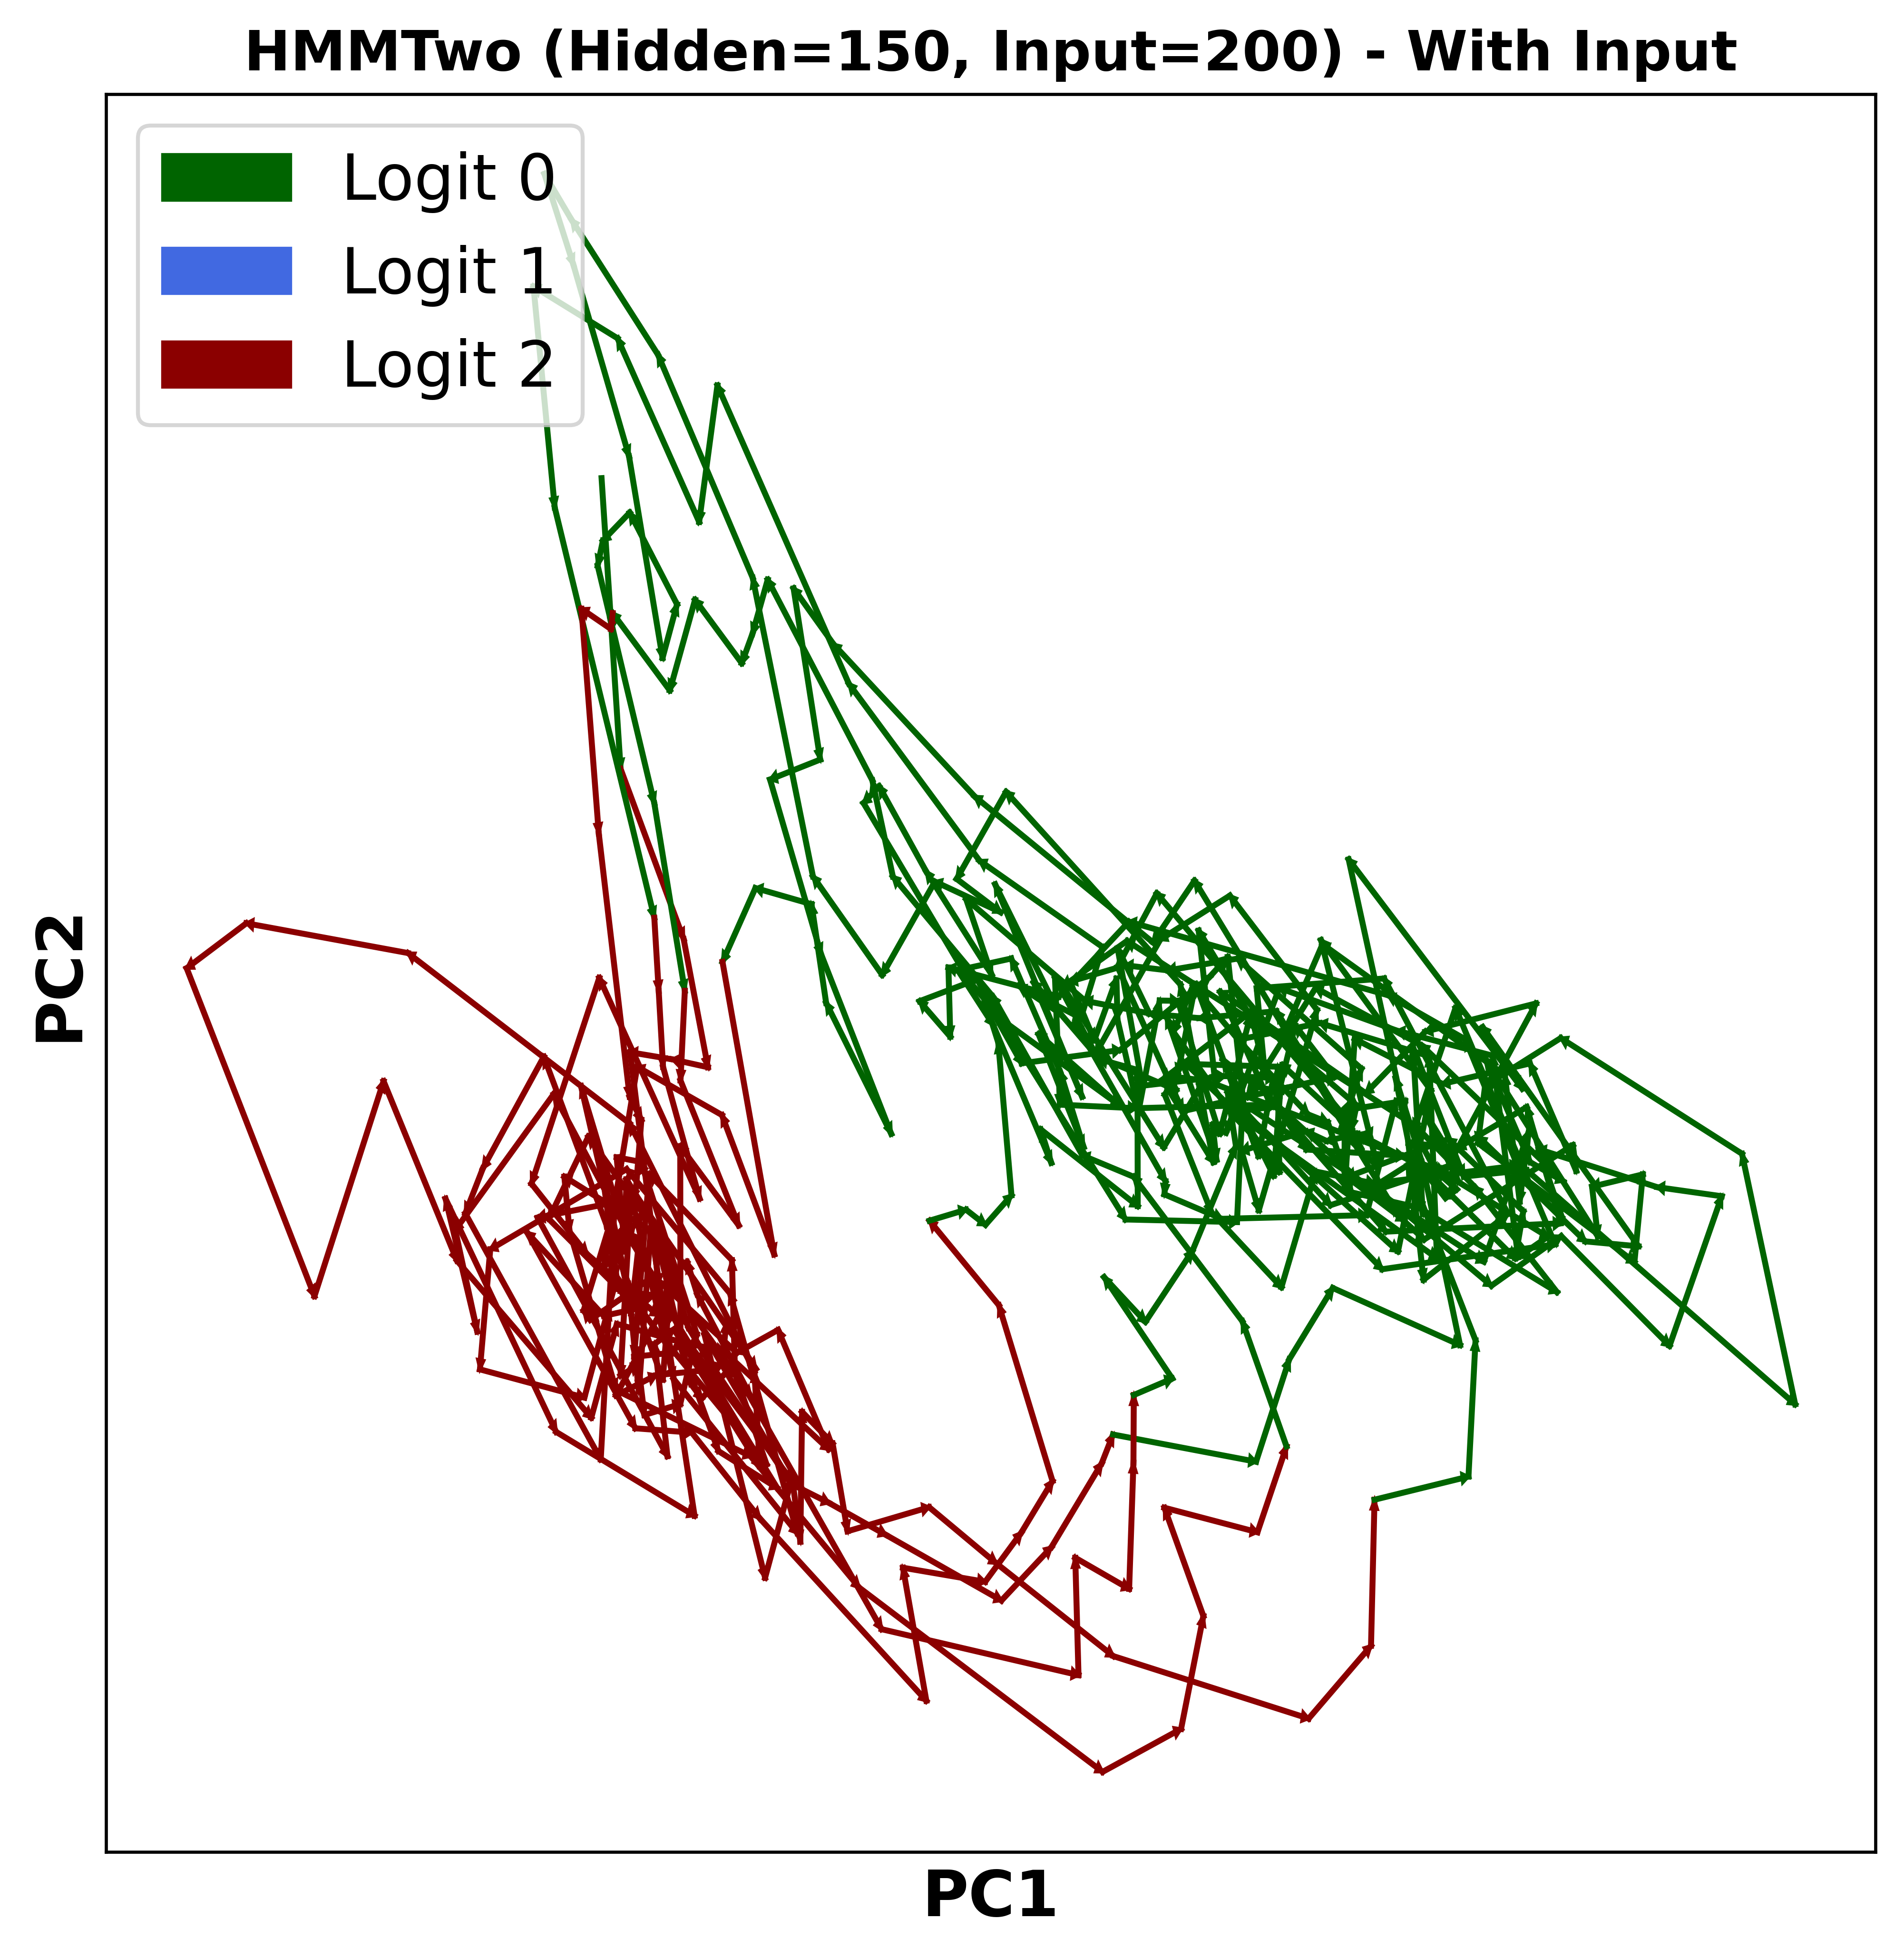 HMMTwo (Hidden=150, Input=200) - With Input
Logit 0
Logit 1
Logit 2
PC2
PC1